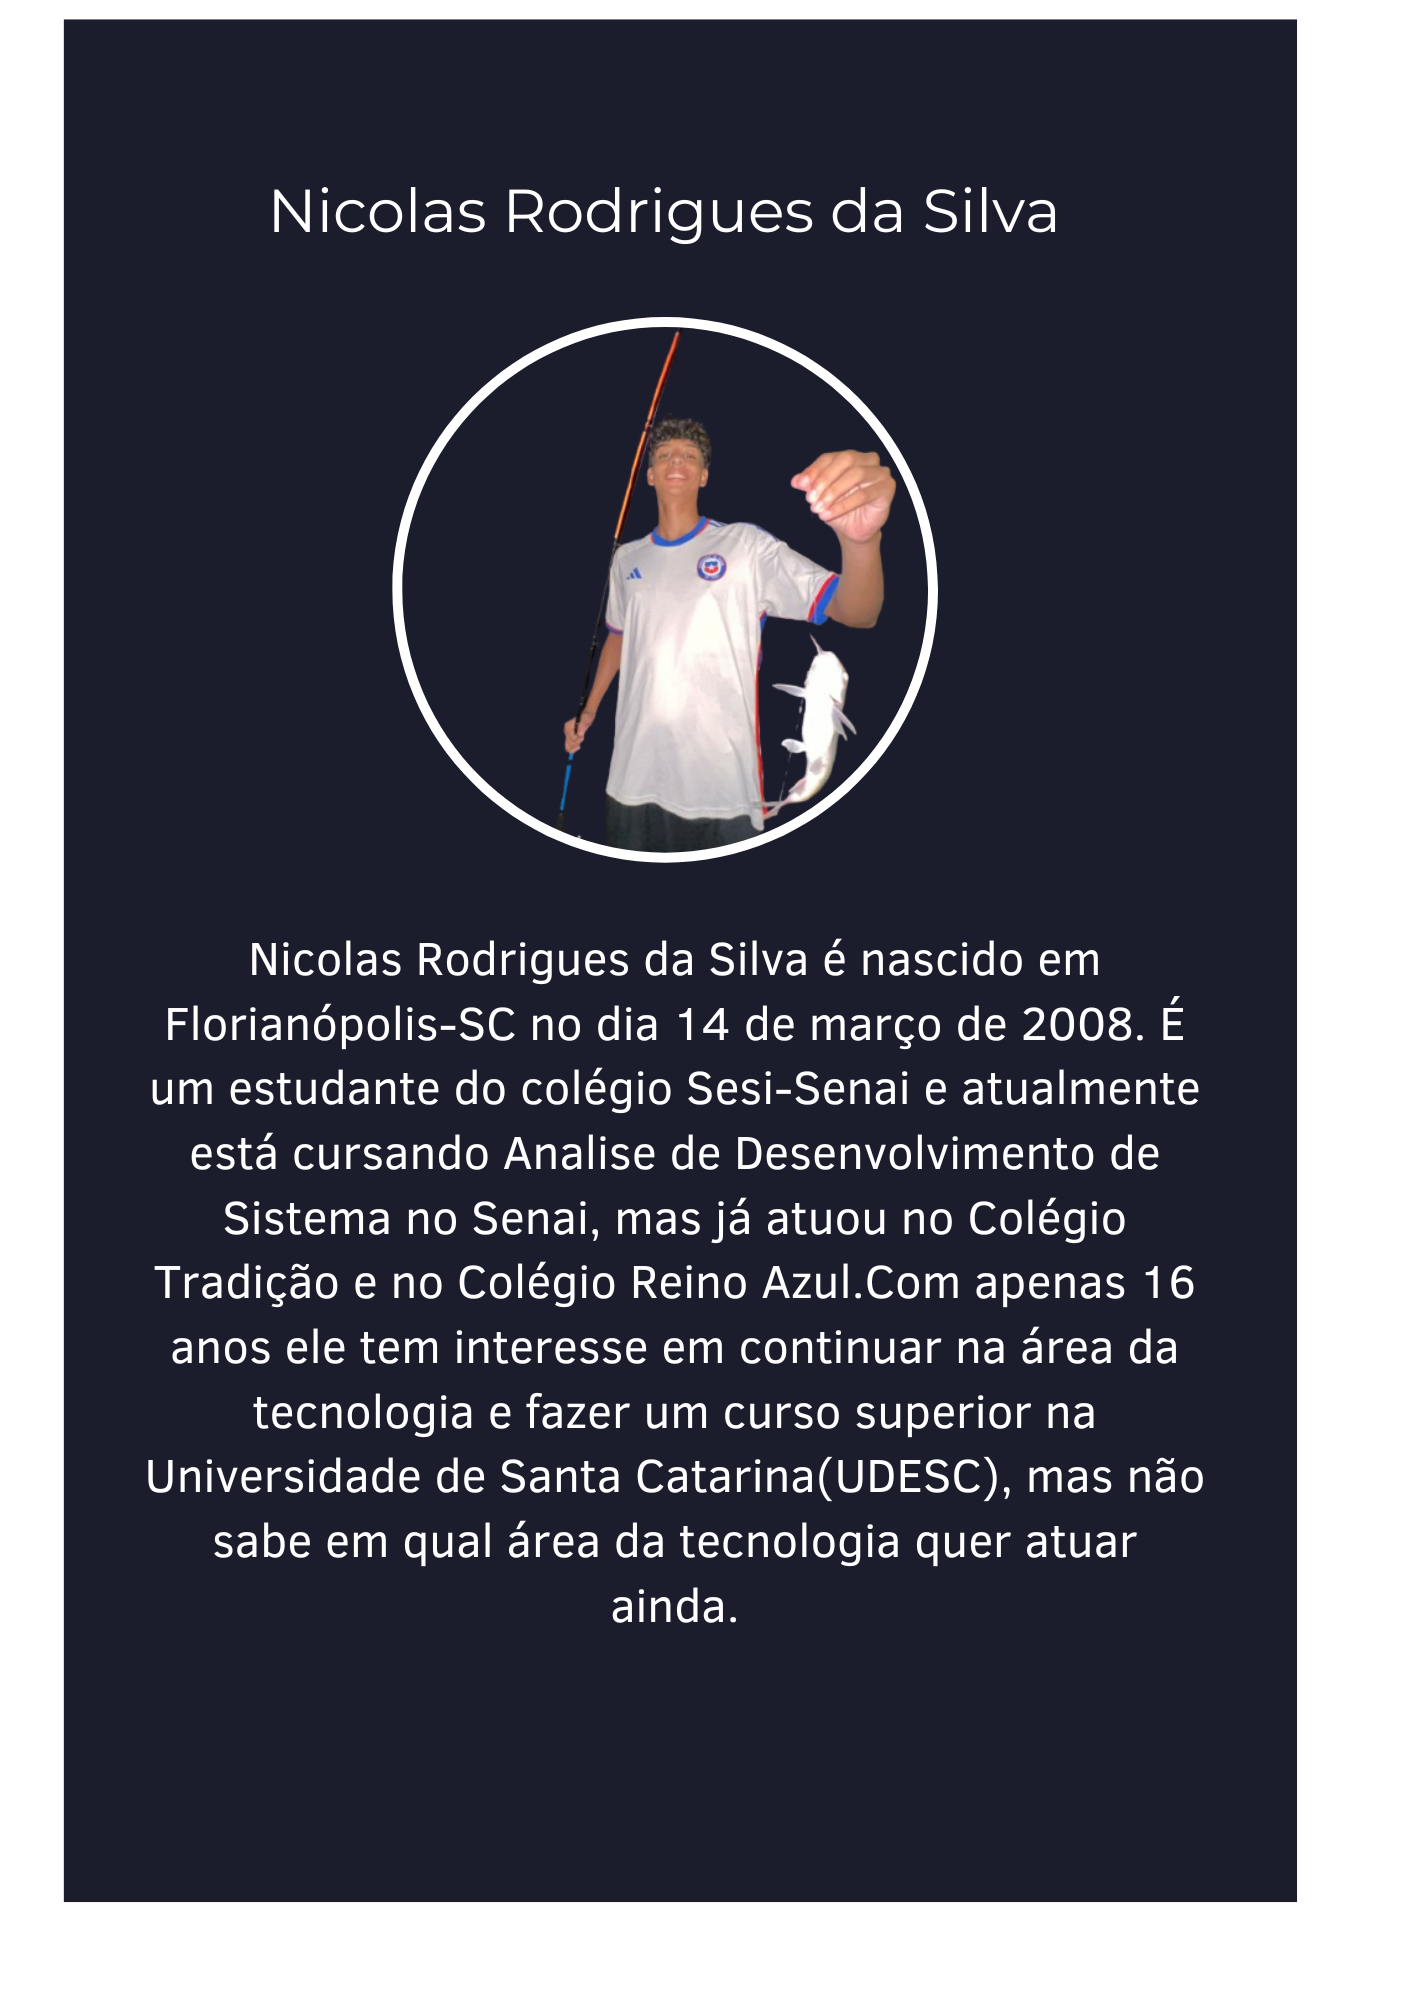 Nicolas Rodrigues da Silva
Nicolas Rodrigues da Silva é nascido em
Florianópolis-SC no dia 14 de março de 2008. É
um estudante do colégio Sesi-Senai e atualmente
está cursando Analise de Desenvolvimento de
Sistema no Senai, mas já atuou no Colégio
Tradição e no Colégio Reino Azul.Com apenas 16
anos ele tem interesse em continuar na área da
tecnologia e fazer um curso superior na
Universidade de Santa Catarina(UDESC), mas não
sabe em qual área da tecnologia quer atuar
ainda.